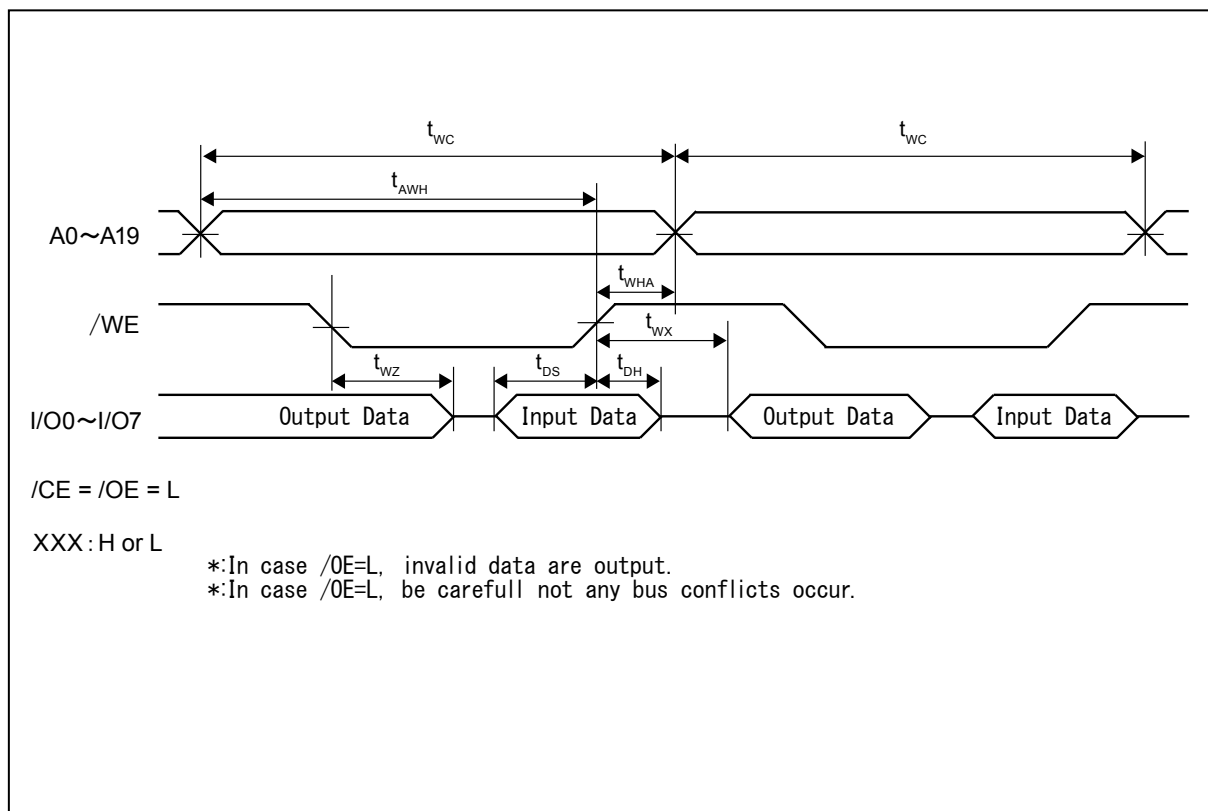 tWC tWC
tAWH
A0～A19
tWHA
/WE
tWX
tWZ tDS tDH
I/O0～I/O7 Output Data Input Data Output Data Input Data
/CE = /OE = L
XXX : H or L
*:In case /OE=L, invalid data are output.
*:In case /OE=L, be carefull not any bus conflicts occur.